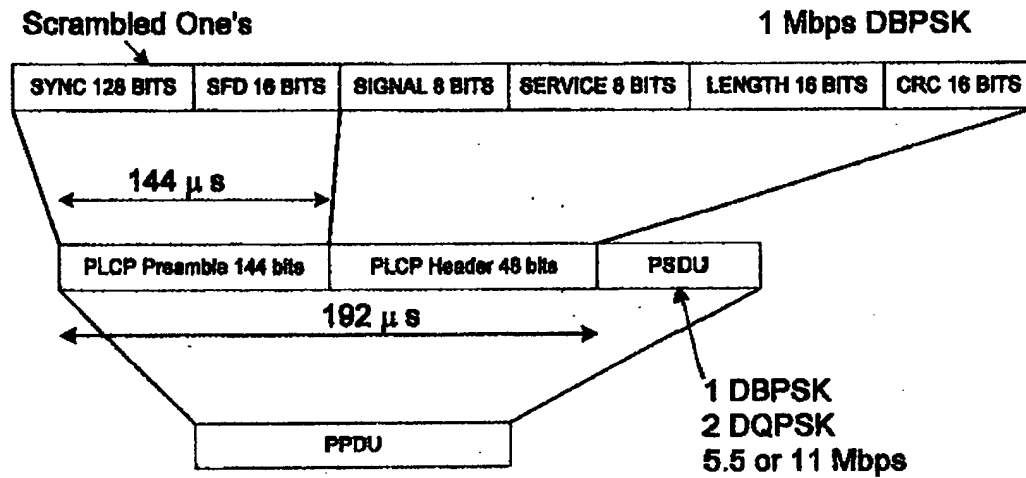 Scrambled One's
1 Mbps DBPSK
SYNC 128 BITS
SFD 16 BITS
SIGNAL 8 BITS
SERVICE 8 BITS
LENGTH 16 BITS
CRC 16 BITS
144 μ s
PLCP Preamble 144 bits
PLCP Header 48 bits
PSDU
192 μ s
1 DBPSK
2 DQPSK
5.5 or 11 Mbps
PPDU